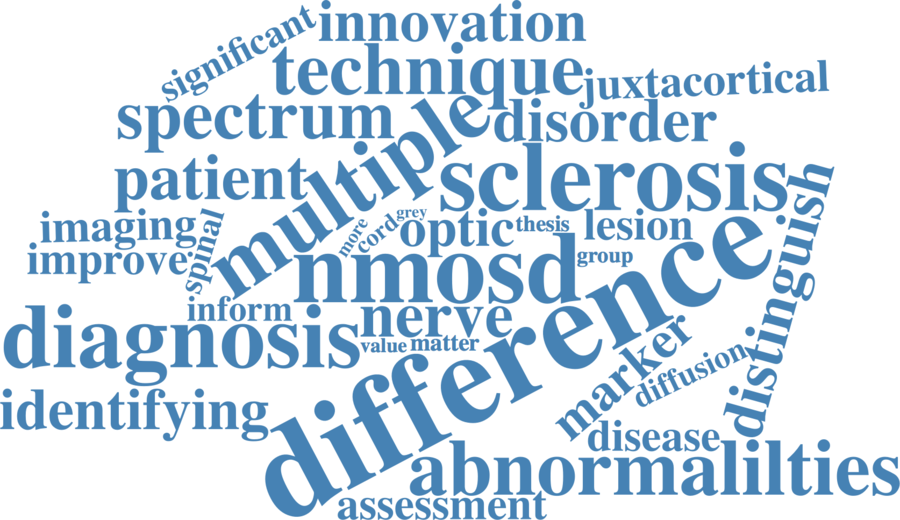 significant
innovation
technique
juxtacortical
spectrum
multiple
disorder
patient
sclerosis
imaging
spinal
more
cord
grey
optic
thesis
lesion
distinguish
improve
nmosd
group
difference
inform
nerve
diagnosis
value
matter
marker
diffusion
identifying
disease
abnormalilties
assessment